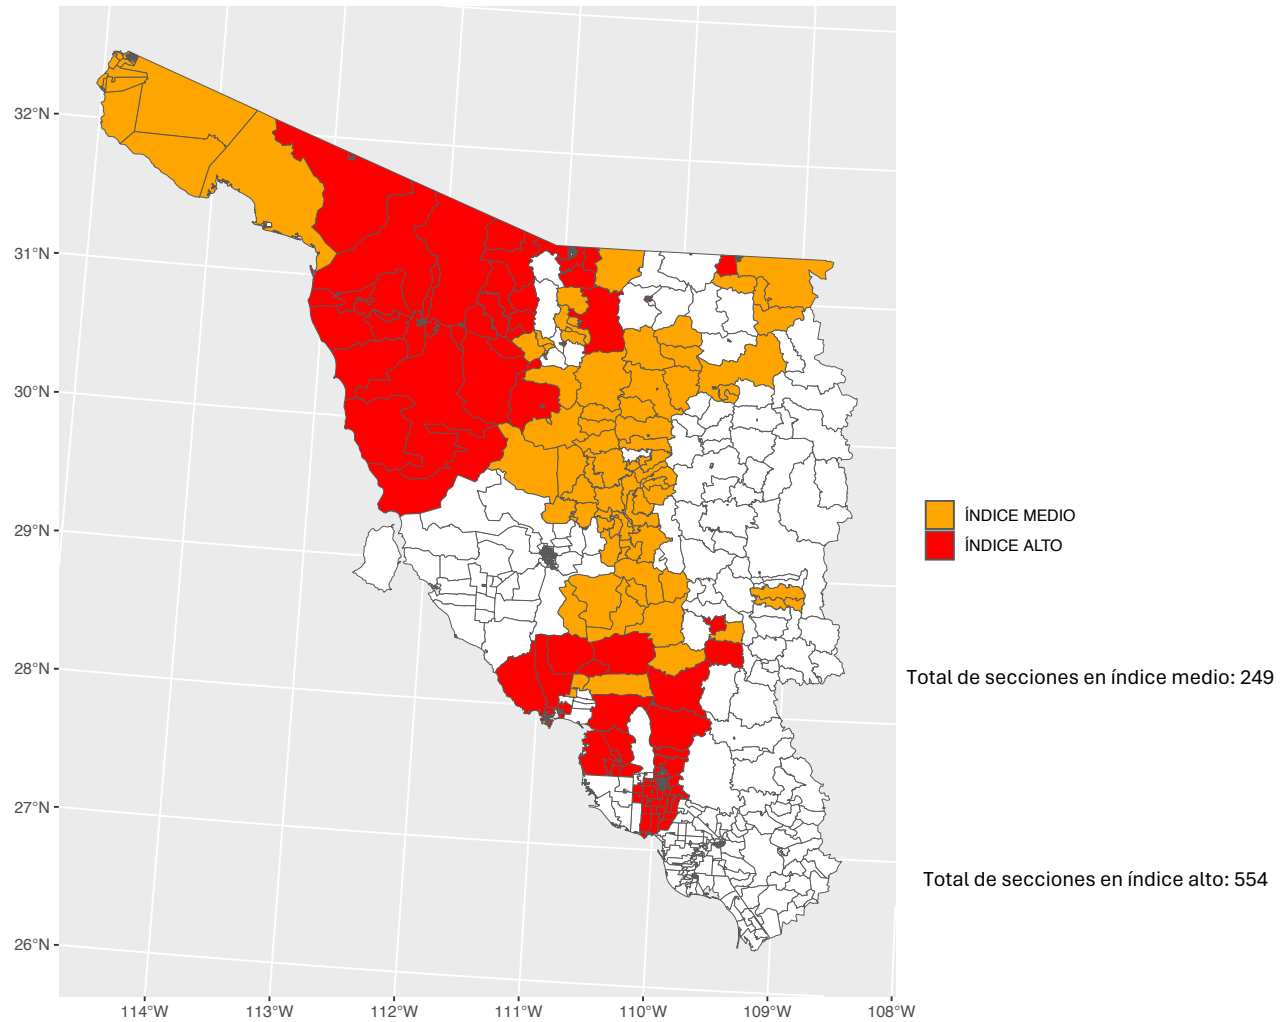 32°N
31°N
30°N
29°N
28°N
27°N
26°N
114°W
113°W
112°W
111°W
110°W
109°W
108°W
ÍNDICE MEDIO
ÍNDICE ALTO
Total de secciones en índice medio: 249
Total de secciones en índice alto: 554